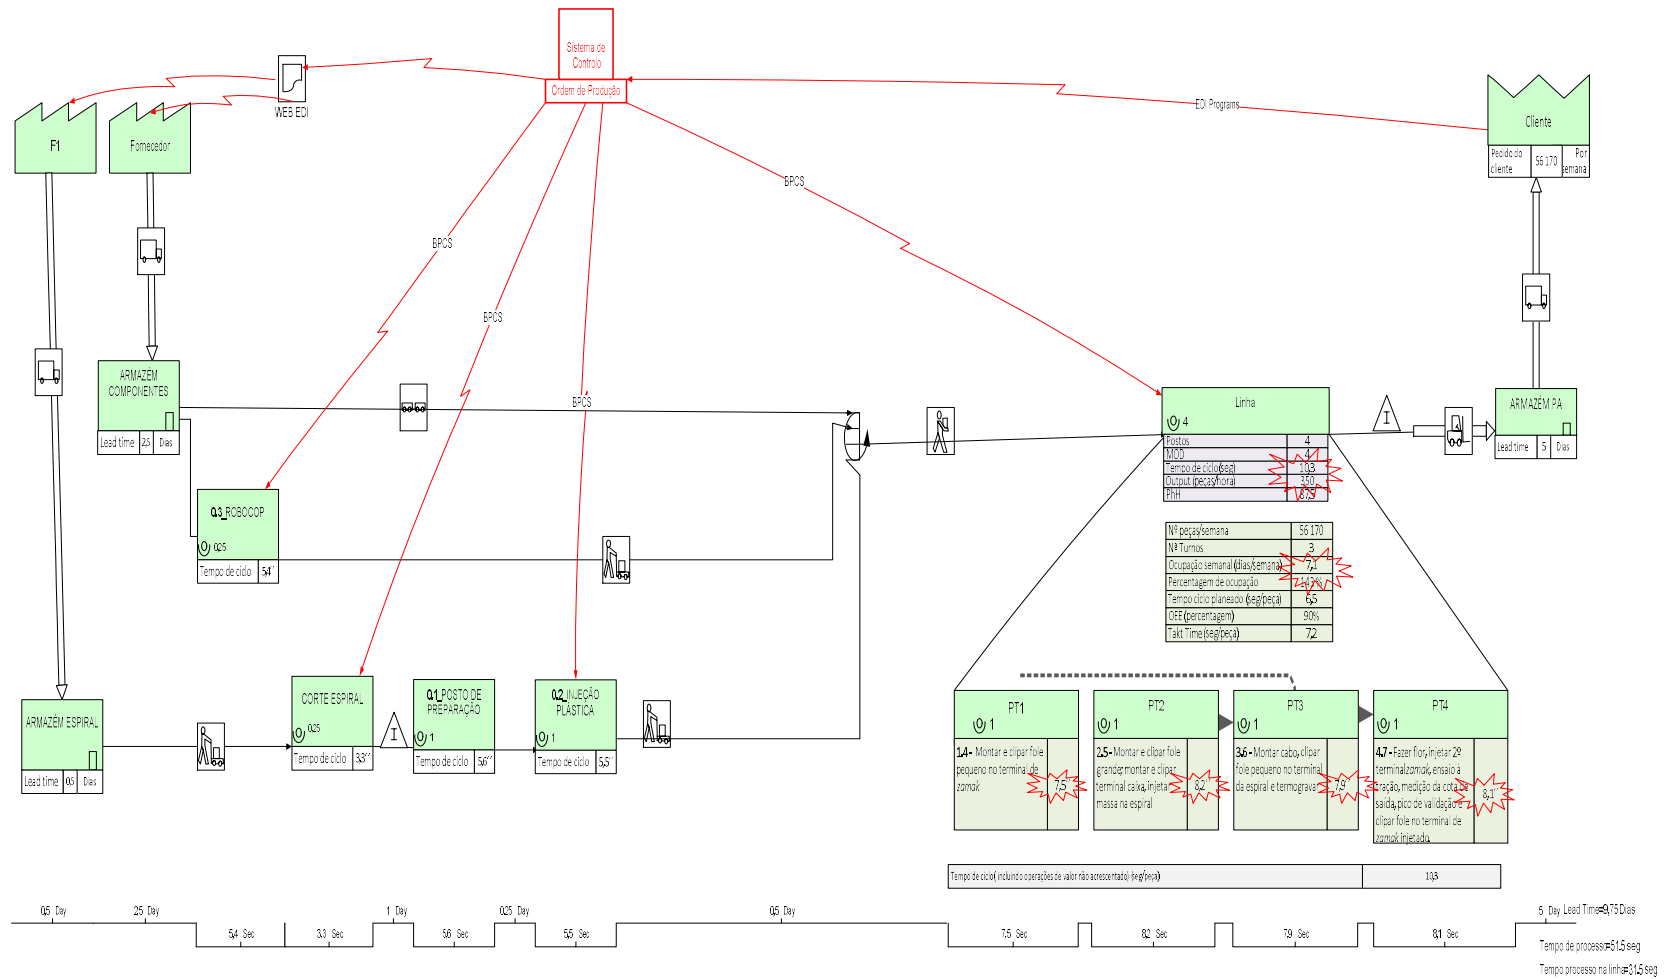 Sistema de
Controlo
Ordem de Produção
WEB EDI
EDI Programs
F1
Fornecedor
Cliente
Pedido do
cliente
56 170
Por
semana
BPCS
BPCS
BPCS
BPCS
ARMAZÉM
COMPONENTES
Lead time 2,5 Dias
Linha
4
Postos 4
MOD 4
Tempo de ciclo(seg) 10,3
Output (peças/hora) 350
PhH 87,5
I
ARMAZÉM PA
Lead time 5 Dias
0.3_ROBOCOP
0,25
Tempo de ciclo 5,4´´
Nº peças/semana 56 170
Nº Turnos 3
Ocupação semanal (dias/semana) 7,1
Percentagem de ocupação 143%
Tempo ciclo planeado (seg/peça) 6,5
OEE (percentagem) 90%
Takt Time (seg/peça) 7,2
ARMAZÉM ESPIRAL
Lead time 0,5 Dias
CORTE ESPIRAL
0,25
Tempo de ciclo 3,3´´
I
0.1_POSTO DE
PREPARAÇÃO
1
Tempo de ciclo 5,6´´
0.2_INJEÇÃO
PLÁSTICA
1
Tempo de ciclo 5,5´´
PT1
1
1.4- Montar e clipar fole
pequeno no terminal de
zamak
7,5´´
PT2
1
2.5- Montar e clipar fole
grande; montar e clipar
terminal caixa, injetar
massa na espiral
8,2´´
PT3
1
3.6- Montar cabo, clipar
fole pequeno no terminal
da espiral e termogravar
7,9´´
PT4
1
4.7- Fazer flor, injetar 2º
terminal zamak, ensaio à
tração, medição da cota de
saída, pico de validação e
clipar fole no terminal de
zamak injetado.
8,1´´
Tempo de ciclo( incluindo operações de valor não acrescentado) (seg/peça) 10,3
0,5 Day 2,5 Day 1 Day 0,25 Day 0,5 Day 5 Day Lead Time=9,75 Dias
5,4 Sec 3,3 Sec 5,6 Sec 5,5 Sec 7,5 Sec 8,2 Sec 7,9 Sec 8,1 Sec
Tempo de processo=51.5 seg
Tempo processo na linha=31.5 seg